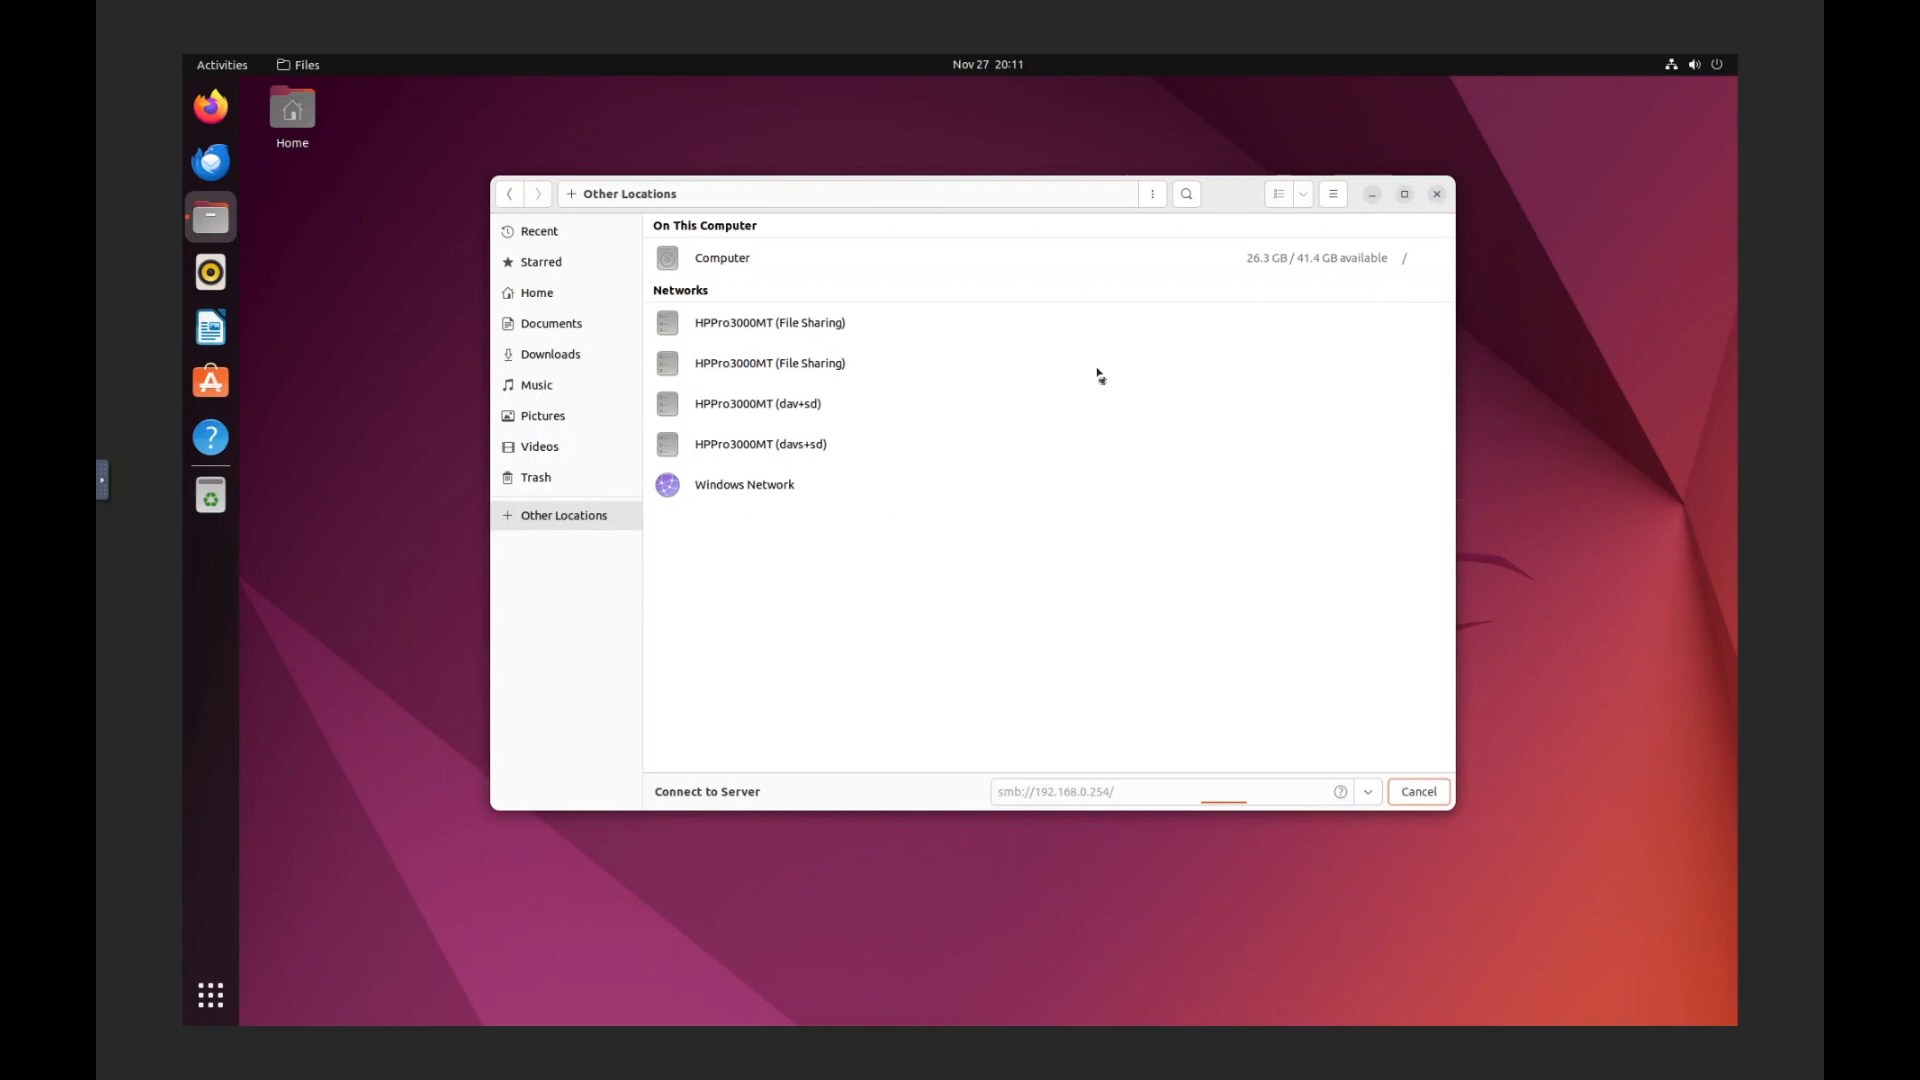 Activities Files Nov 27 20:11
Home
Other Locations
Recent
Starred
Home
Documents
Downloads
Music
Pictures
Videos
Trash
Other Locations
On This Computer
Computer 26.3 GB / 41.4 GB available /
Networks
HPPro3000MT (File Sharing)
HPPro3000MT (File Sharing)
HPPro3000MT (dav+sd)
HPPro3000MT (davs+sd)
Windows Network
Connect to Server smb://192.168.0.254/ Cancel